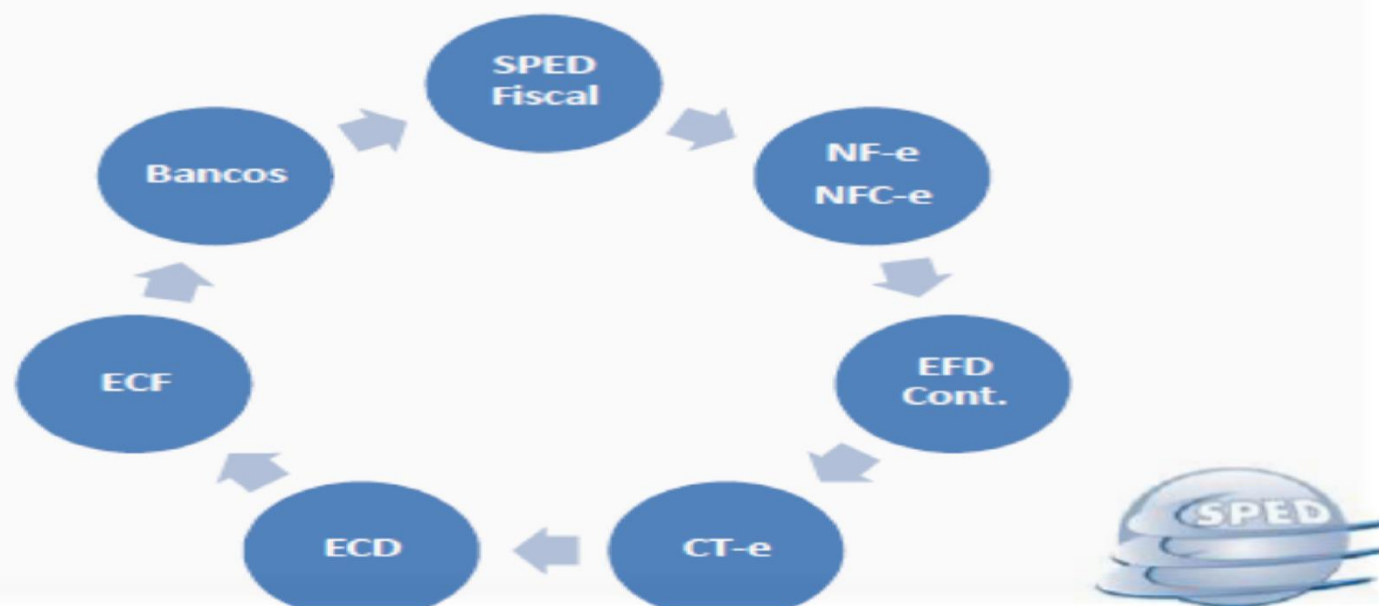 SPED
Fiscal
NF-e
NFC-e
EFD
Cont.
CT-e
ECD
ECF
Bancos
SPED